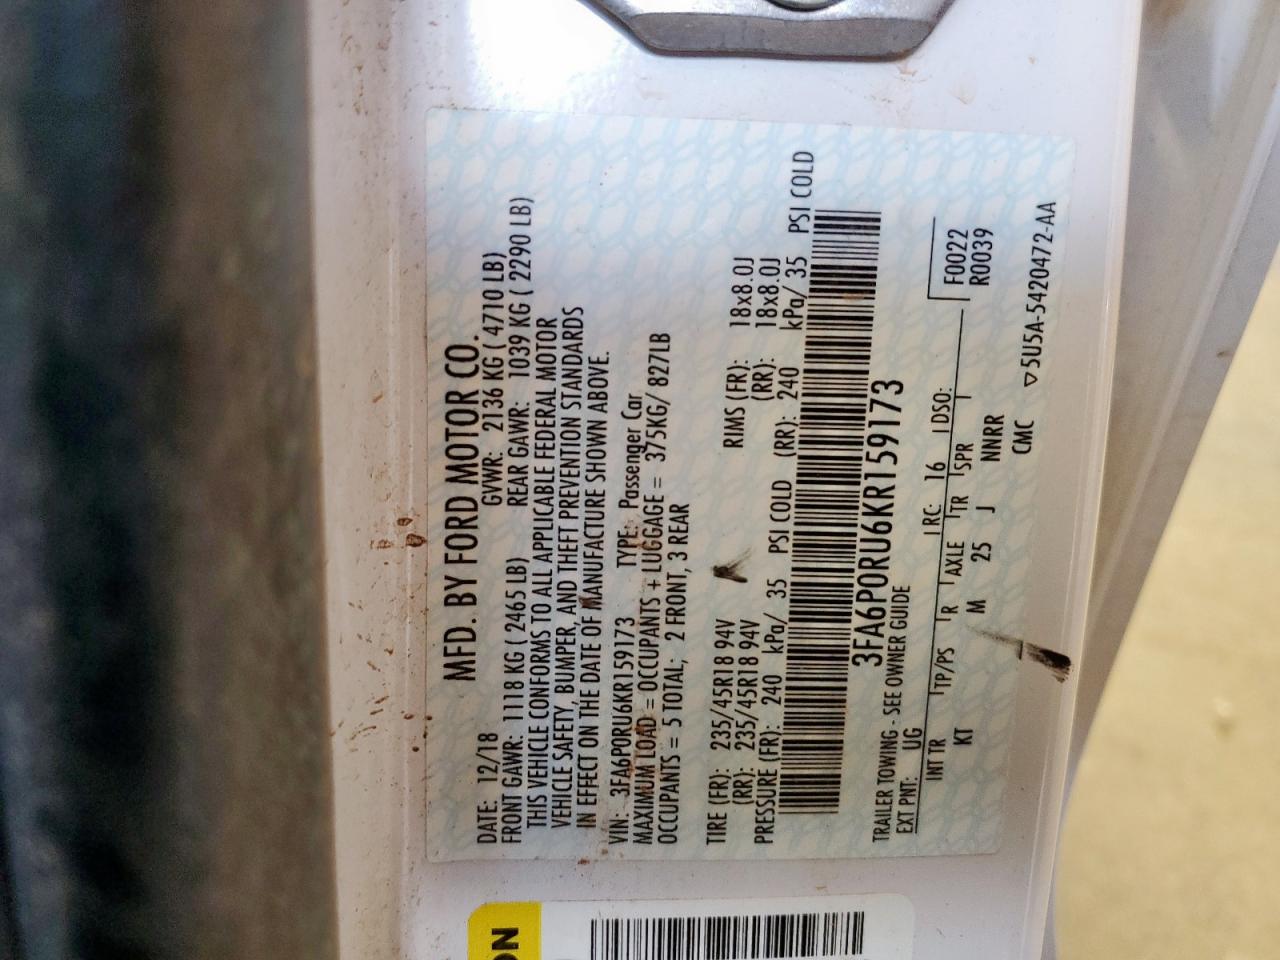 MFD. BY FORD MOTOR CO.
DATE: 12/18 GVWR: 2136 KG ( 4710 LB)
FRONT GAWR: 1118 KG ( 2465 LB) REAR GAWR: 1039 KG ( 2290 LB)
THIS VEHICLE CONFORMS TO ALL APPLICABLE FEDERAL MOTOR
VEHICLE SAFETY, BUMPER, AND THEFT PREVENTION STANDARDS
IN EFFECT ON THE DATE OF MANUFACTURE SHOWN ABOVE.
VIN: 3FA6P0RU6KR159173 TYPE: Passenger Car
MAXIMUM LOAD = OCCUPANTS + LUGGAGE = 375KG/ 827LB
OCCUPANTS = 5 TOTAL; 2 FRONT, 3 REAR
TIRE (FR): 235/45R18 94V RIMS (FR): 18x8.0J
(RR): 235/45R18 94V (RR): 18x8.0J
PRESSURE (FR): 240 kPa/ 35 PSI COLD (RR): 240 kPa/ 35 PSI COLD
3FA6P0RU6KR159173
TRAILER TOWING - SEE OWNER GUIDE
EXT PNT: UG RC: 16 DSO: F0022
INT TR TP/PS R AXLE TR SPR R0039
KT M 25 J NNRR
CMC ▽5U5A-5420472-AA
ON